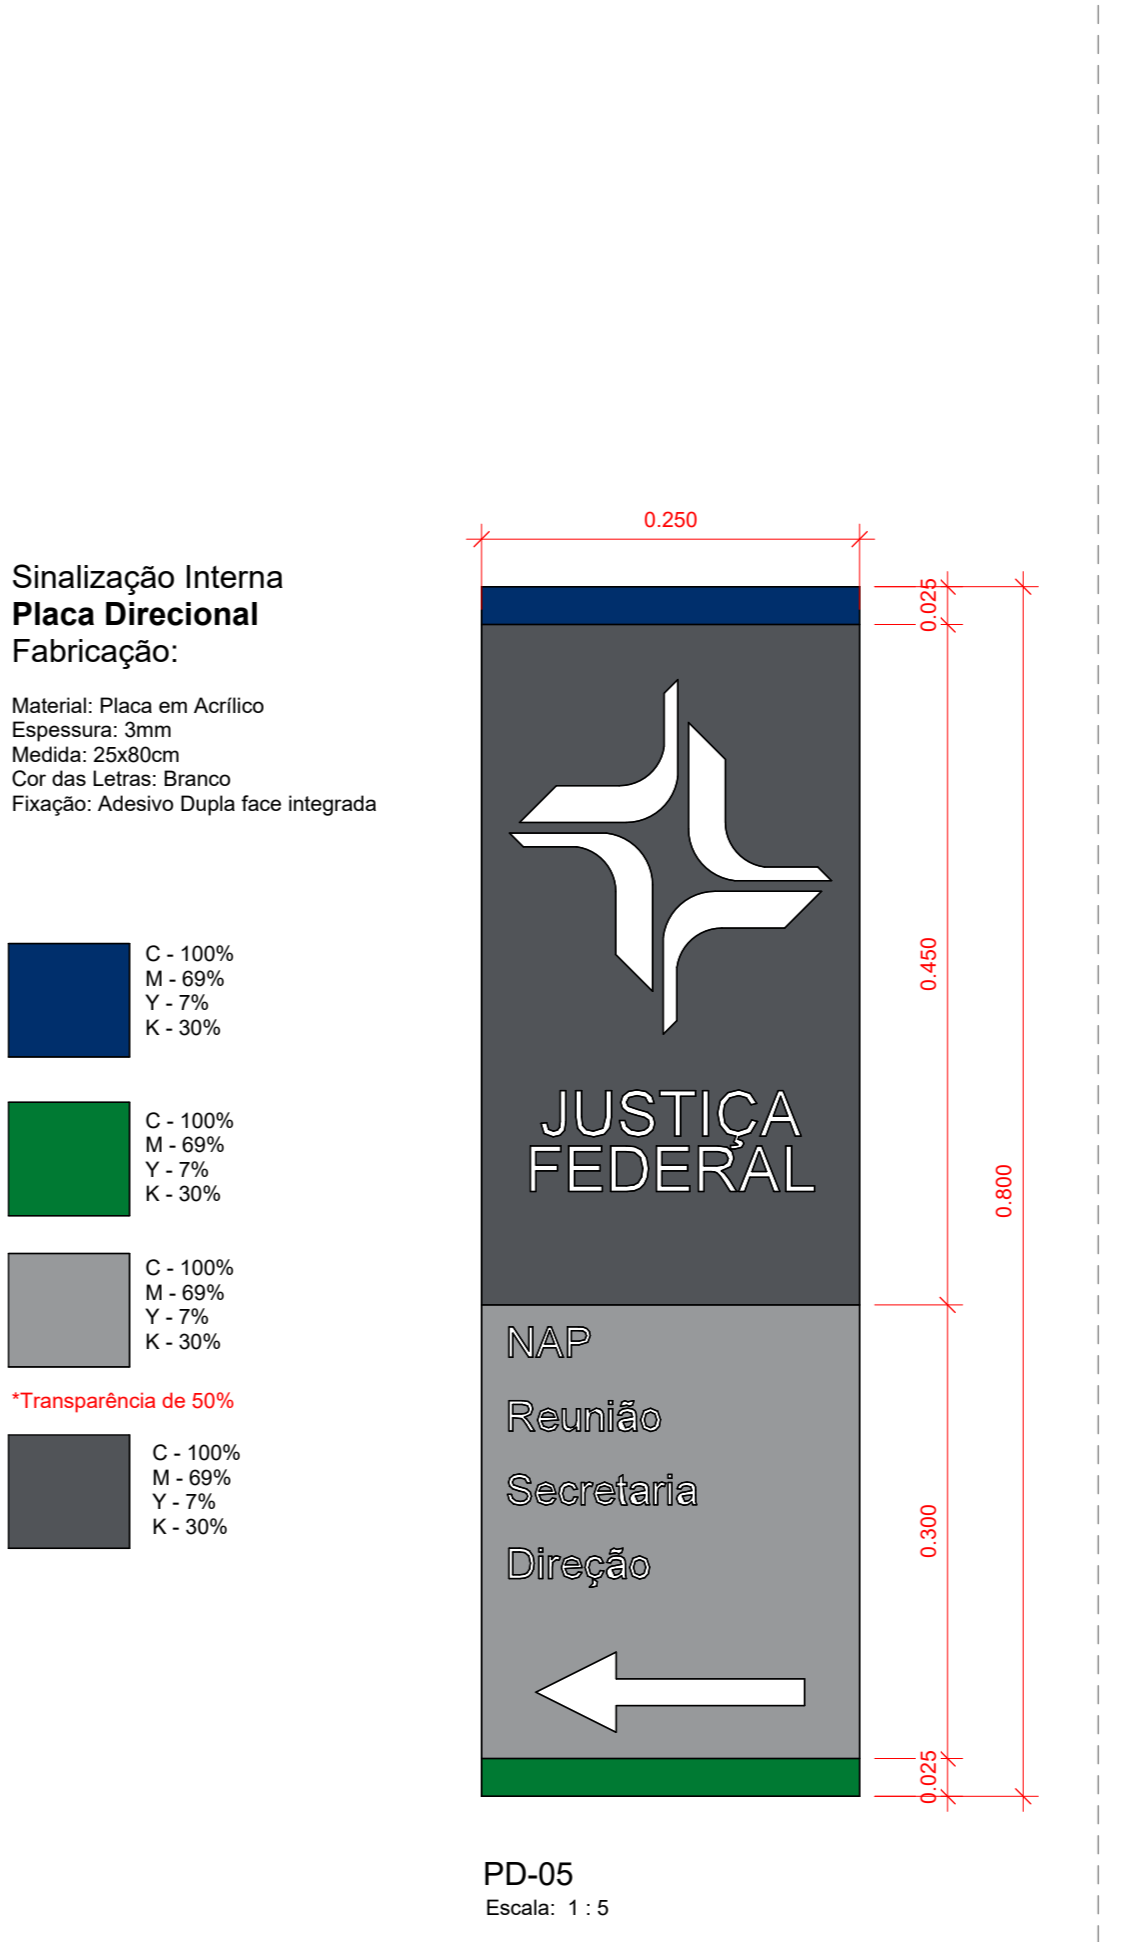 Sinalização Interna
Placa Direcional
Fabricação:
Material: Placa em Acrílico
Espessura: 3mm
Medida: 25x80cm
Cor das Letras: Branco
Fixação: Adesivo Dupla face integrada
C - 100%
M - 69%
Y - 7%
K - 30%
C - 100%
M - 69%
Y - 7%
K - 30%
C - 100%
M - 69%
Y - 7%
K - 30%
*Transparência de 50%
C - 100%
M - 69%
Y - 7%
K - 30%
0.250
0.025
0.450
0.800
0.300
0.025
JUSTIÇA
FEDERAL
NAP
Reunião
Secretaria
Direção
PD-05
Escala: 1 : 5